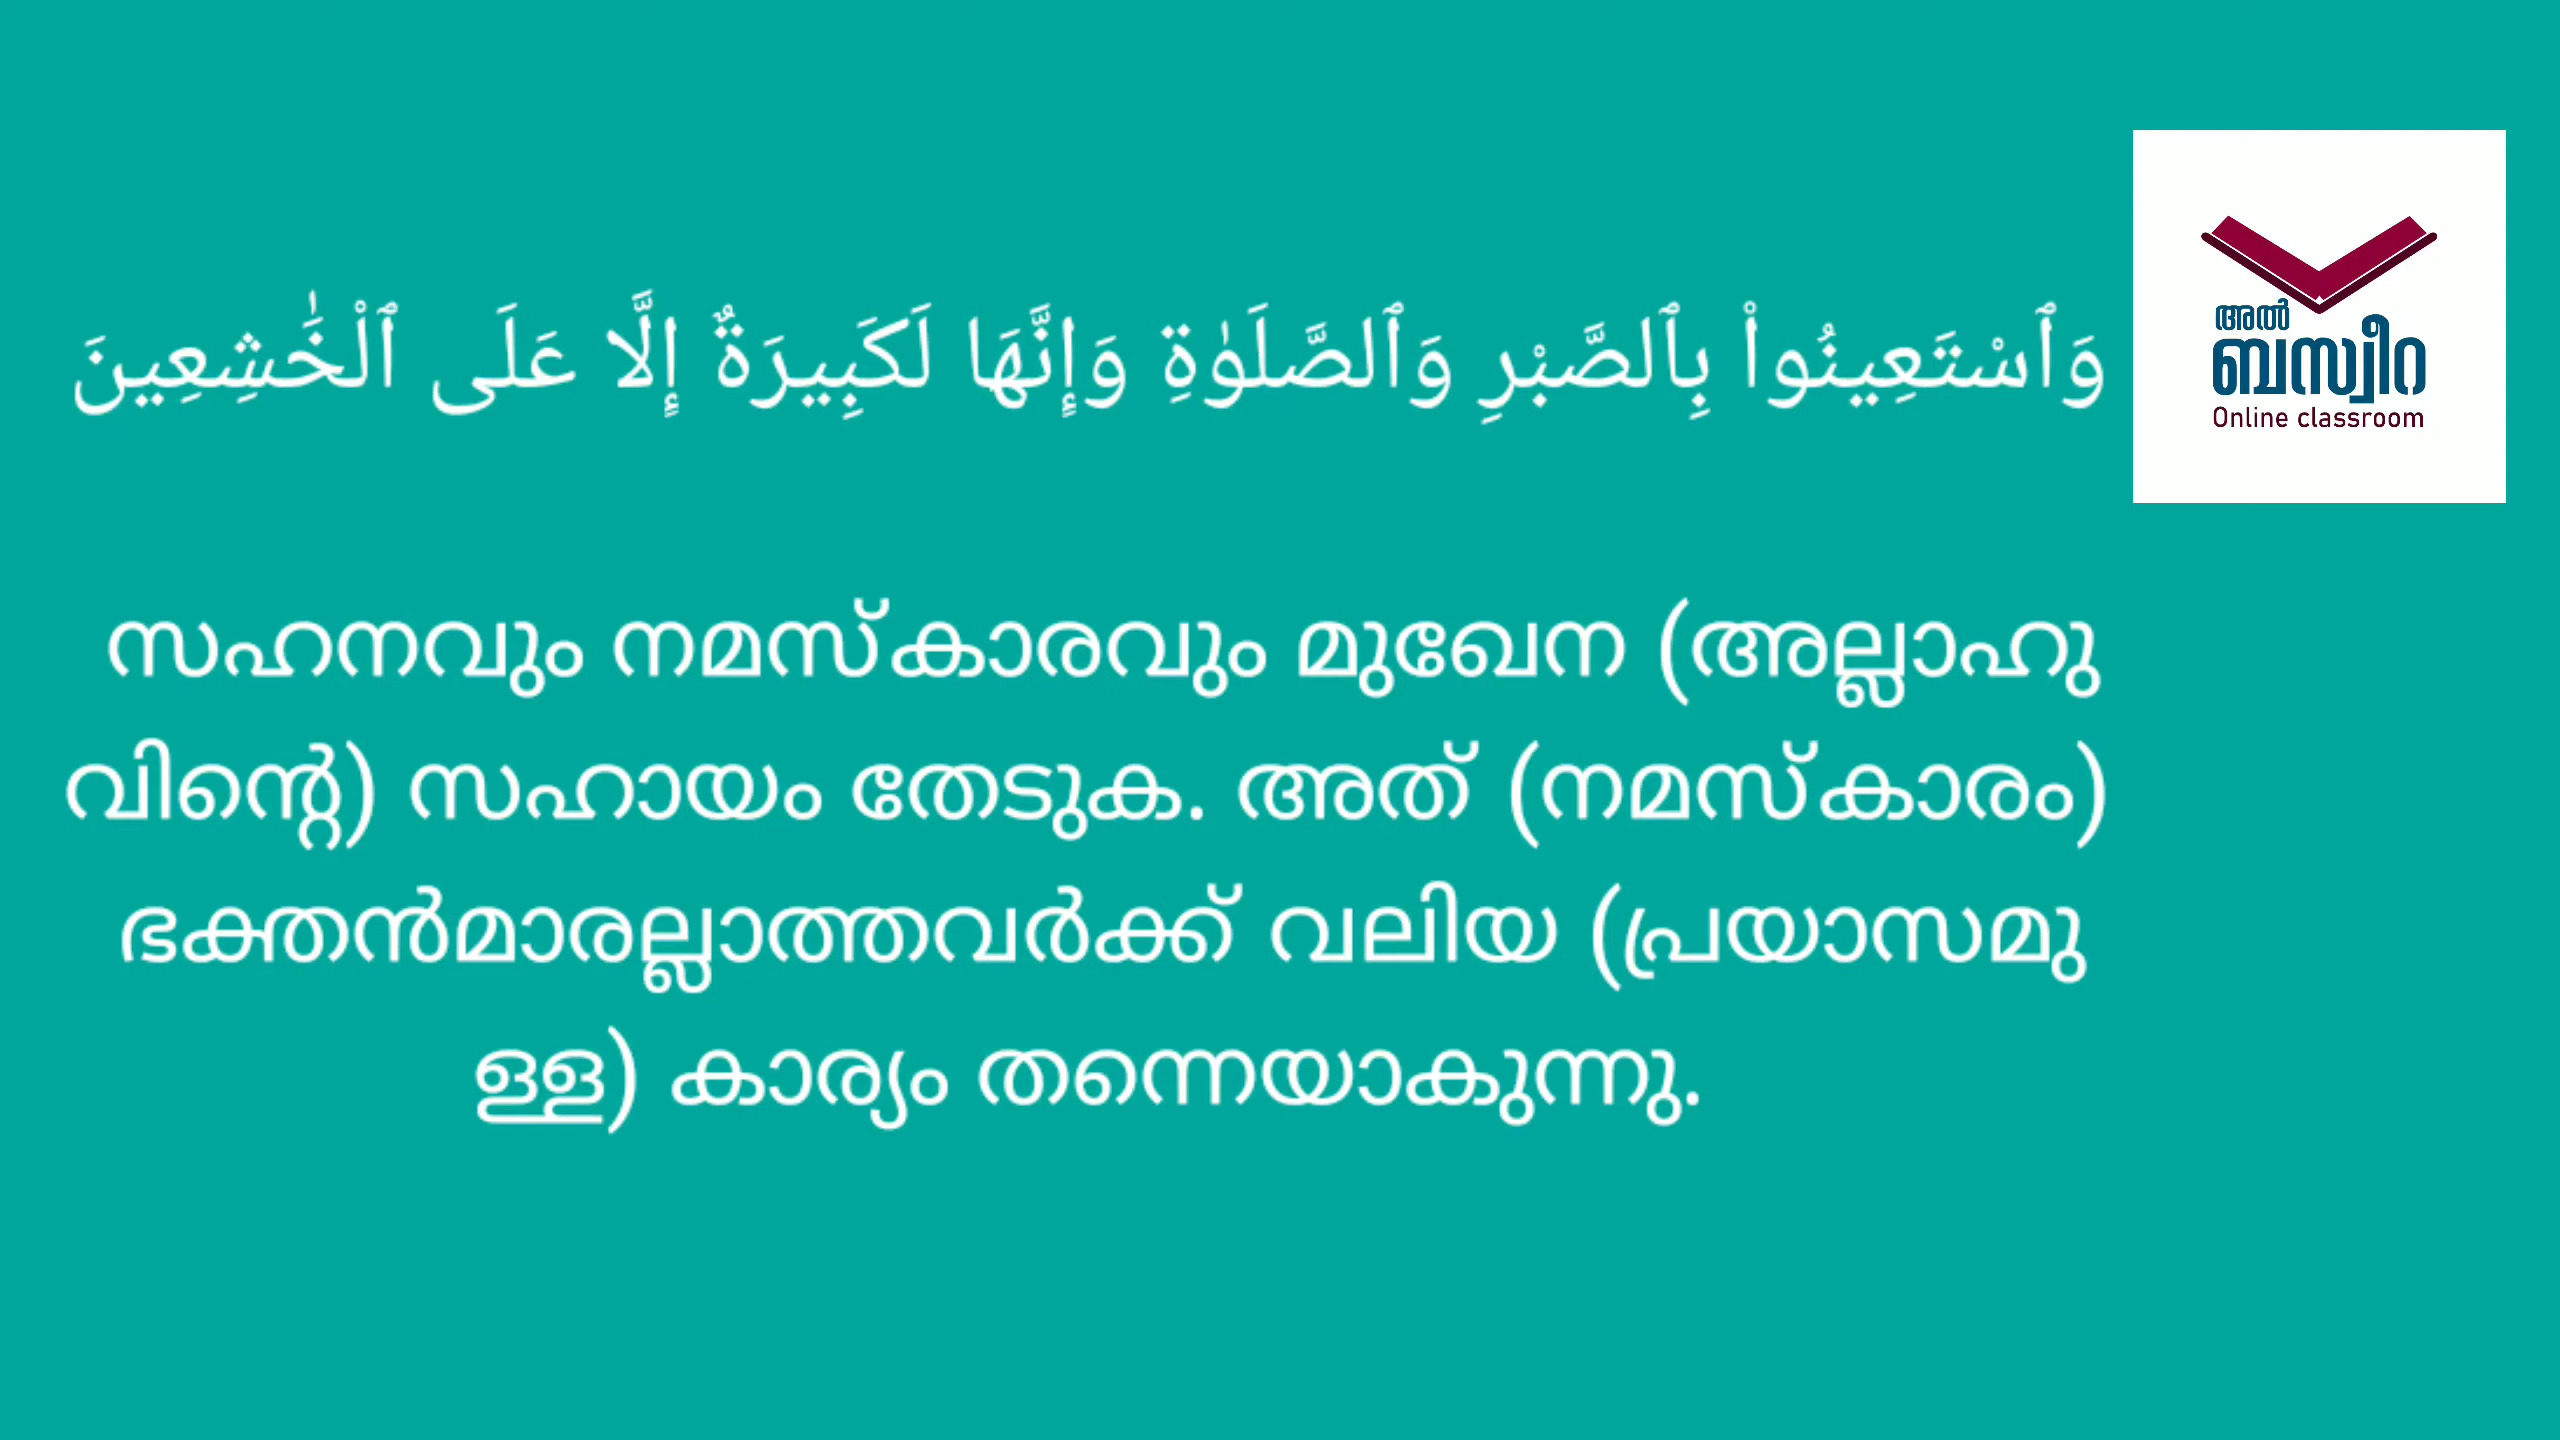 وَٱسْتَعِينُوا۟ بِٱلصَّبْرِ وَٱلصَّلَوٰةِ وَإِنَّهَا لَكَبِيرَةٌ إِلَّا عَلَى ٱلْخَٰشِعِينَ
അൽ
ബസ്വീറ
Online classroom
സഹനവും നമസ്‌കാരവും മുഖേന (അല്ലാഹു
വിന്റെ) സഹായം തേടുക. അത് (നമസ്‌കാരം)
ഭക്തൻമാരല്ലാത്തവർക്ക് വലിയ (പ്രയാസമു
ള്ള) കാര്യം തന്നെയാകുന്നു.